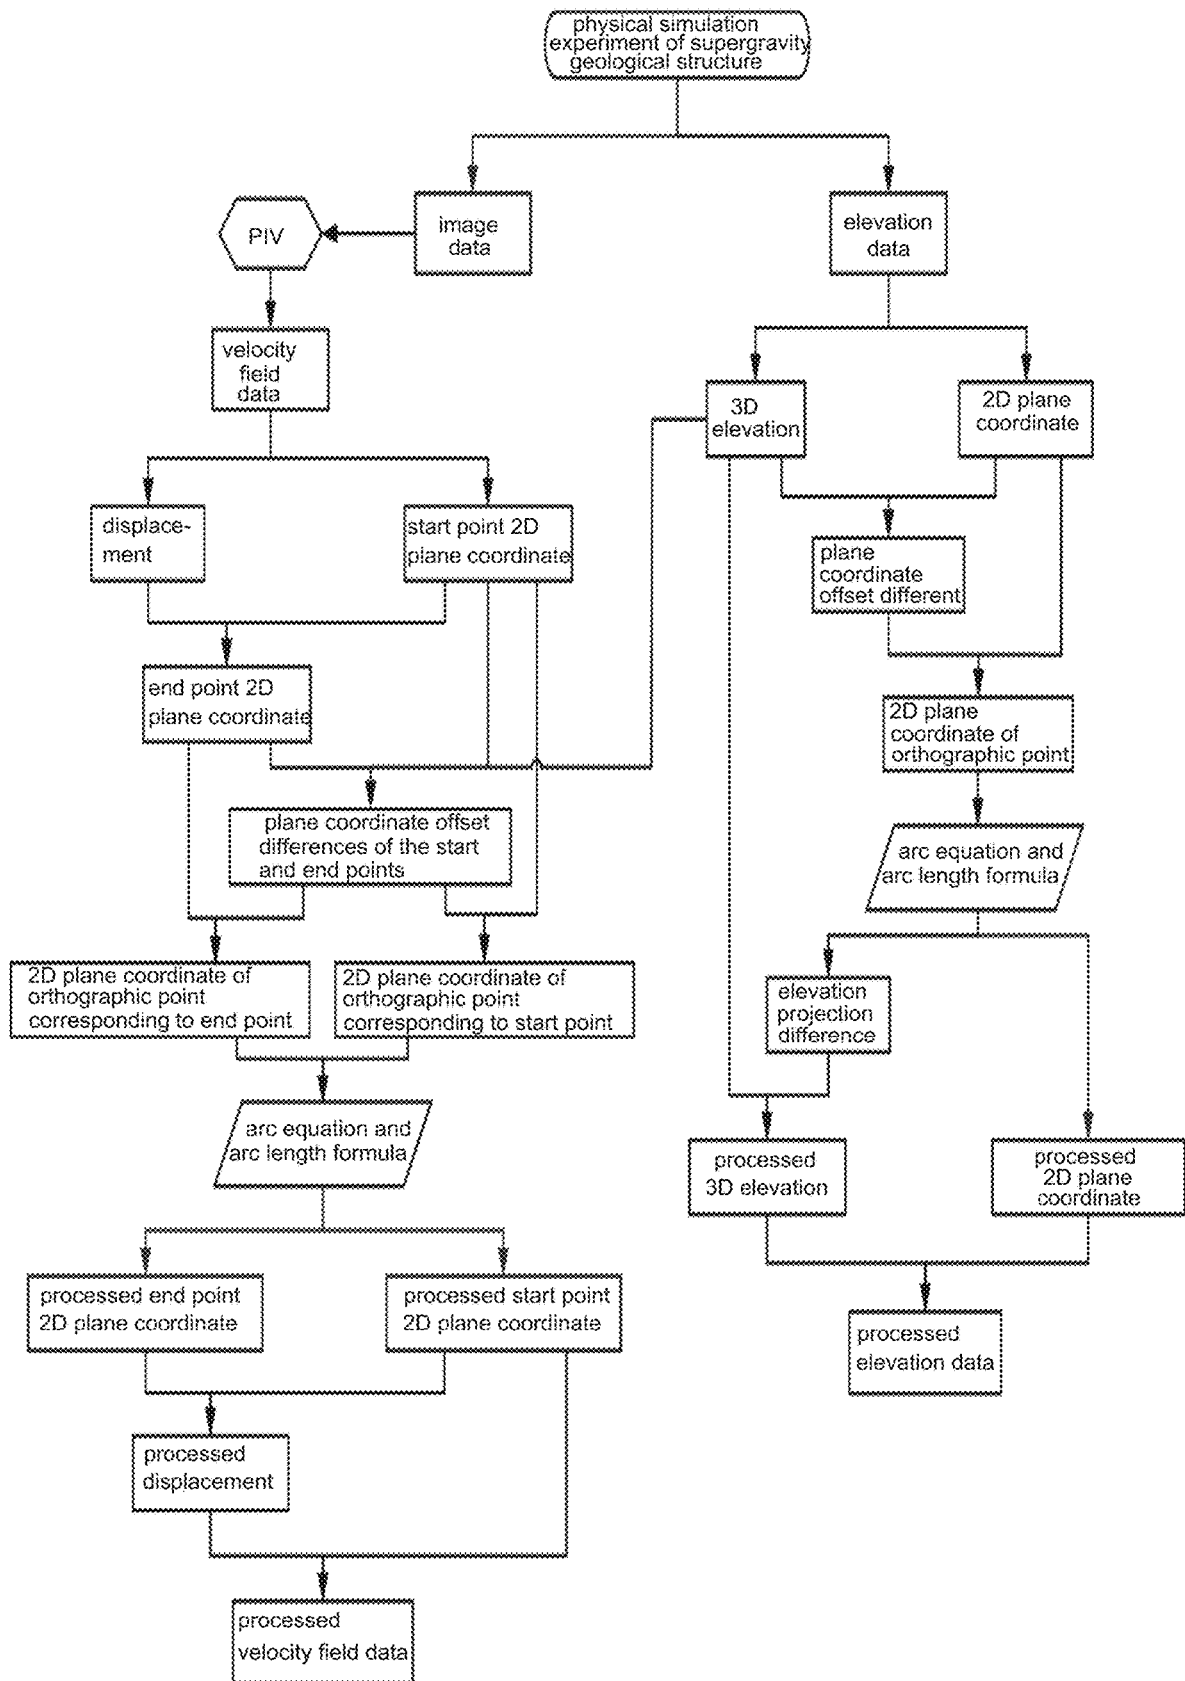 physical simulation
experiment of supergravity
geological structure
image
data
elevation
data
PIV
velocity
field
data
3D
elevation
2D plane
coordinate
displace-
ment
start point 2D
plane coordinate
plane
coordinate
offset different
end point 2D
plane coordinate
2D plane
coordinate of
orthographic point
plane coordinate offset
differences of the start
and end points
arc equation and
arc length formula
2D plane coordinate of
orthographic point
corresponding to end point
2D plane coordinate of
orthographic point
corresponding to start point
elevation
projection
difference
arc equation and
arc length formula
processed
3D elevation
processed
2D plane
coordinate
processed end point
2D plane coordinate
processed start point
2D plane coordinate
processed
elevation data
processed
displacement
processed
velocity field data